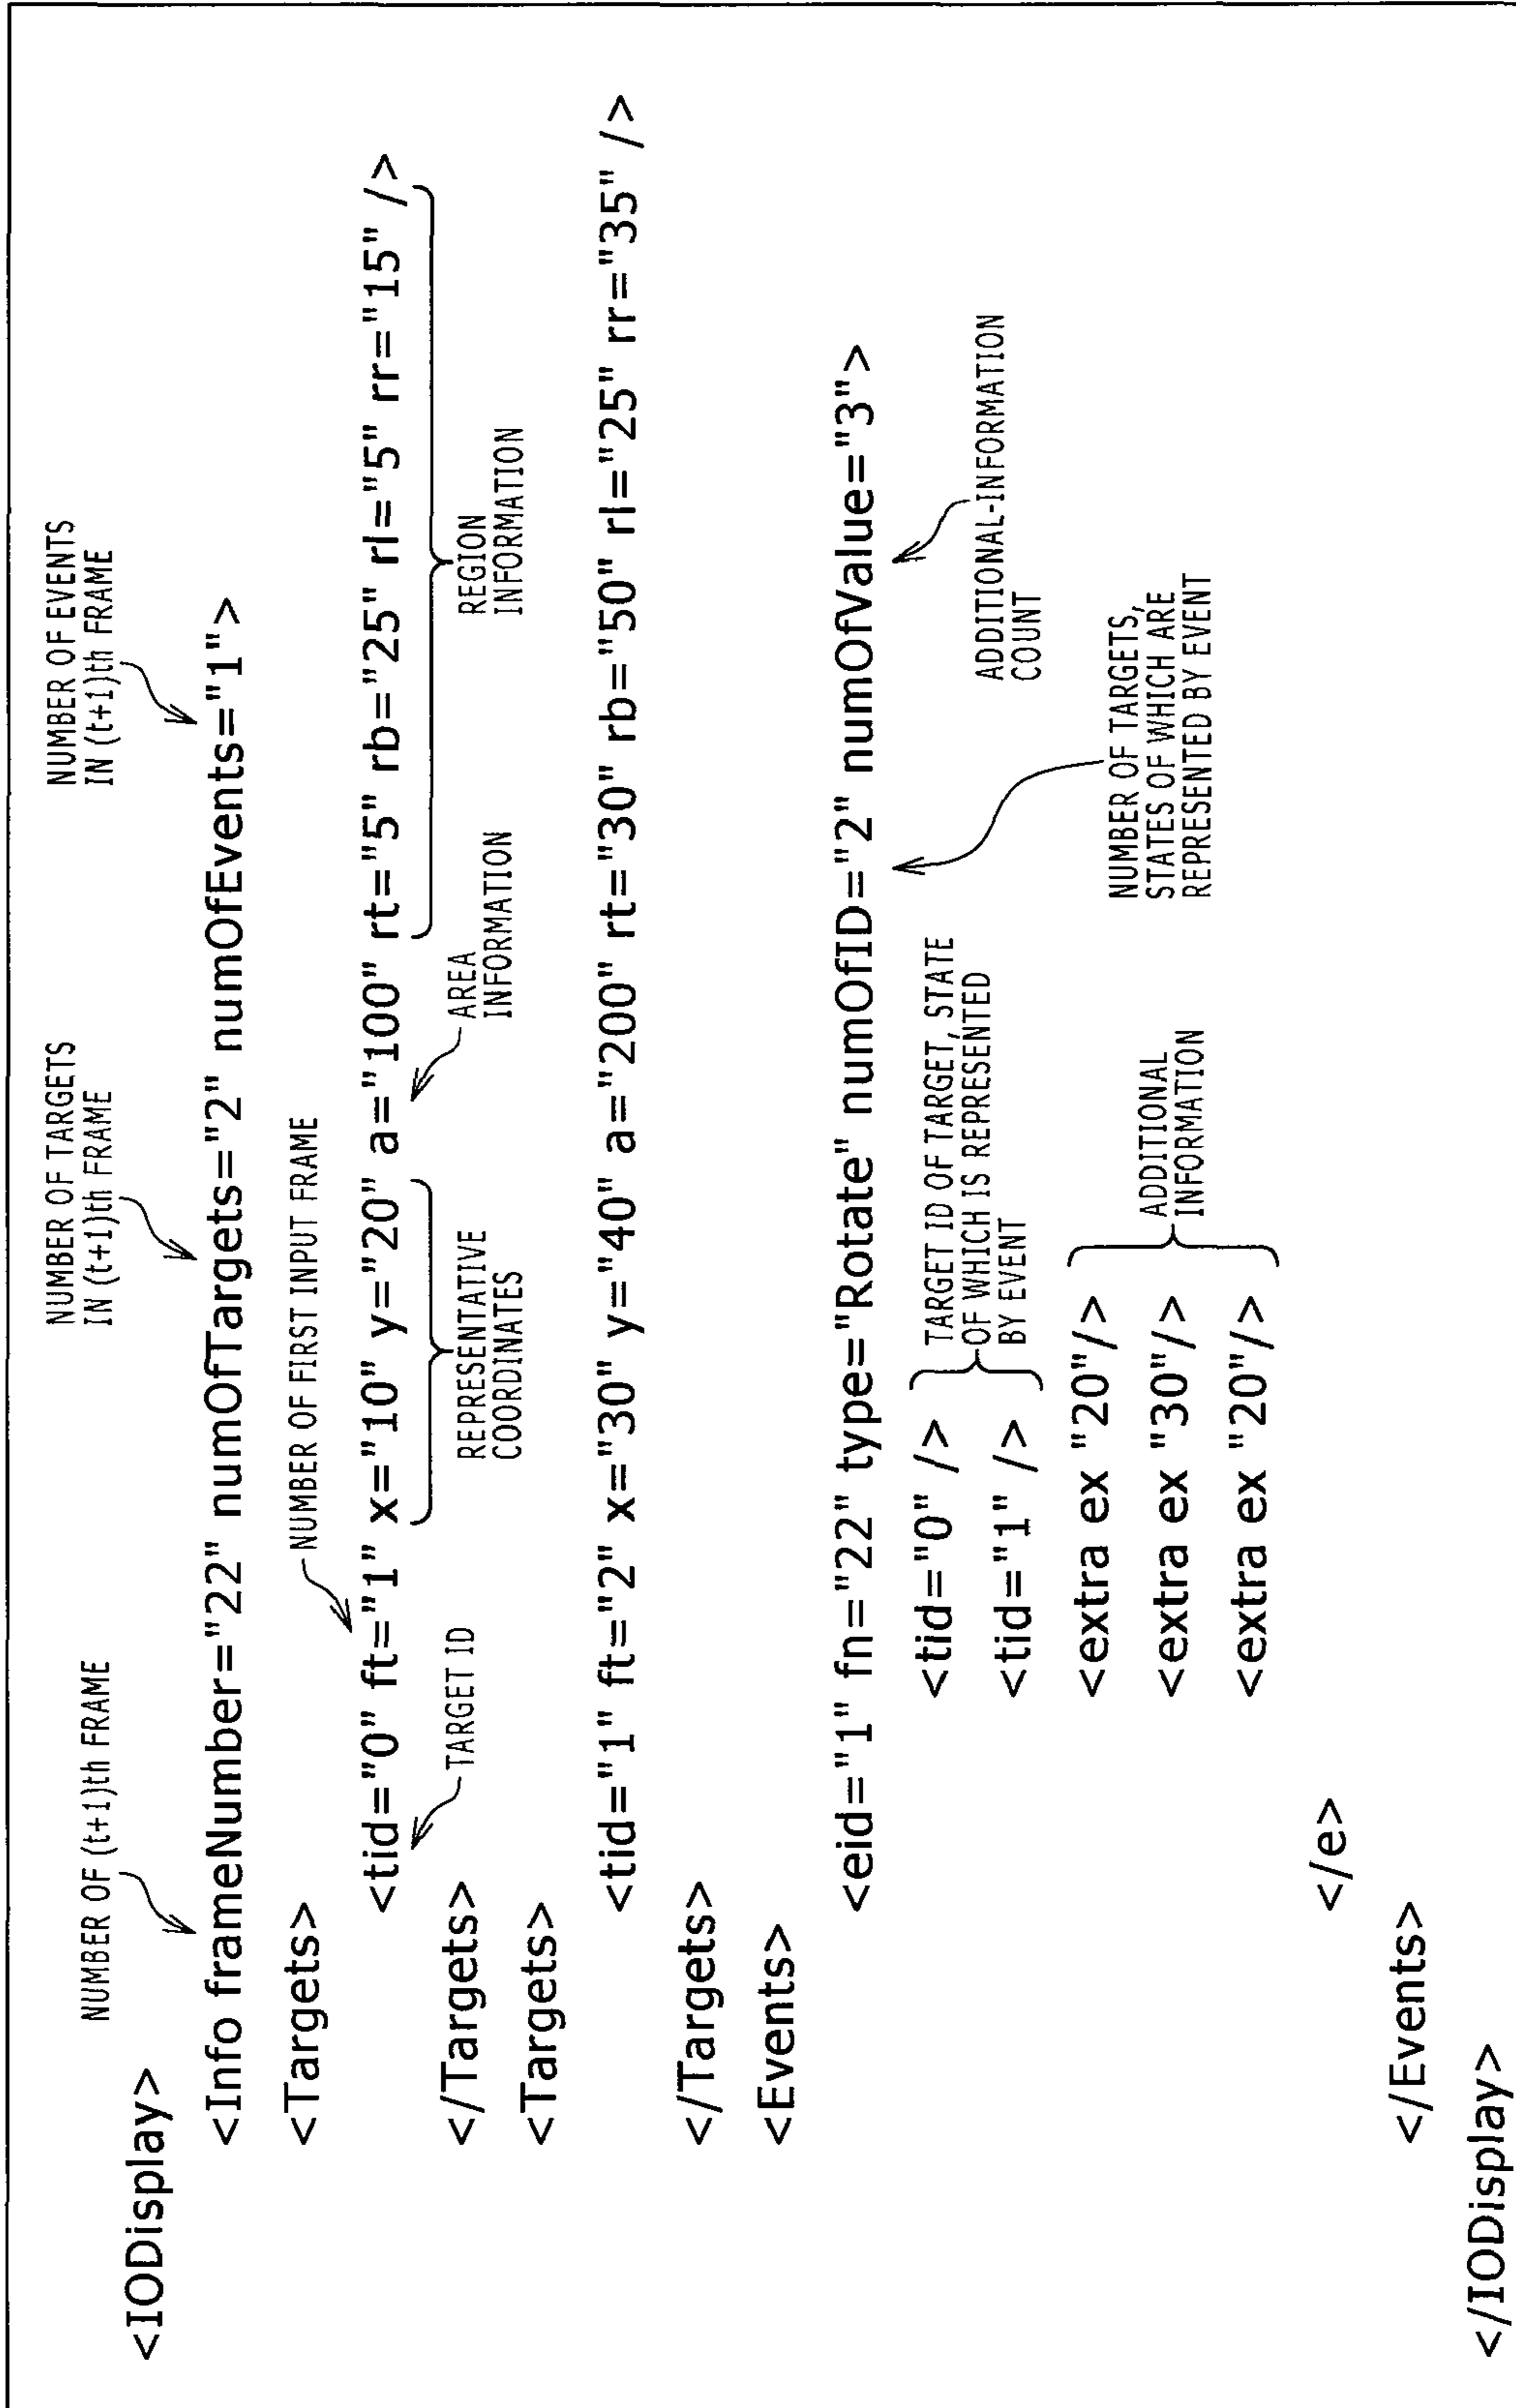 NUMBER OF (t+1)th FRAME
NUMBER OF TARGETS
IN (t+1)th FRAME
NUMBER OF EVENTS
IN (t+1)th FRAME
<IODisplay>
<Info frameNumber="22" numOfTargets="2" numOfEvents="1">
<Targets>
NUMBER OF FIRST INPUT FRAME
<tid="0" ft="1" x="10" y="20" a="100" rt="5" rb="25" rl="5" rr="15" />
TARGET ID
REPRESENTATIVE
COORDINATES
AREA
INFORMATION
REGION
INFORMATION
</Targets>
<Targets>
<tid="1" ft="2" x="30" y="40" a="200" rt="30" rb="50" rl="25" rr="35" />
</Targets>
<Events>
<eid="1" fn="22" type="Rotate" numOfID="2" numOfValue="3">
<tid="0" />
<tid="1" />
TARGET ID OF TARGET, STATE
OF WHICH IS REPRESENTED
BY EVENT
ADDITIONAL-INFORMATION
COUNT
NUMBER OF TARGETS,
STATES OF WHICH ARE
REPRESENTED BY EVENT
<extra ex "20"/>
<extra ex "30"/>
<extra ex "20"/>
ADDITIONAL
INFORMATION
</e>
</Events>
</IODisplay>